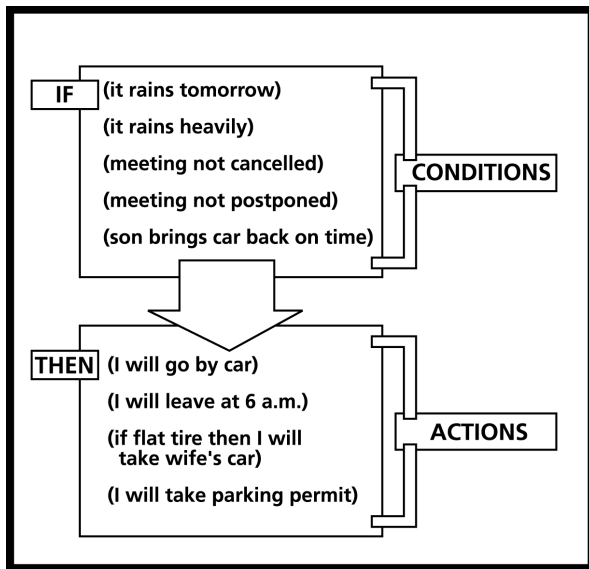 IF
(it rains tomorrow)
(it rains heavily)
(meeting not cancelled)
CONDITIONS
(meeting not postponed)
(son brings car back on time)
THEN
(I will go by car)
(I will leave at 6 a.m.)
(if flat tire then I will
take wife's car)
ACTIONS
(I will take parking permit)